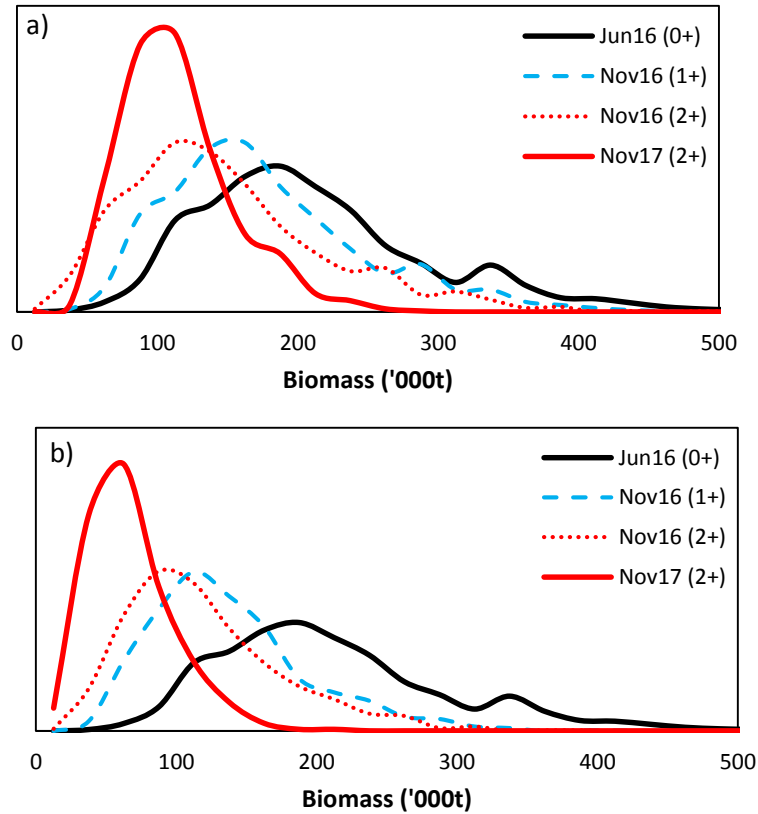 a)
Jun16 (0+)
Nov16 (1+)
Nov16 (2+)
Nov17 (2+)
0 100 200 300 400 500
Biomass ('000t)
b)
Jun16 (0+)
Nov16 (1+)
Nov16 (2+)
Nov17 (2+)
0 100 200 300 400 500
Biomass ('000t)